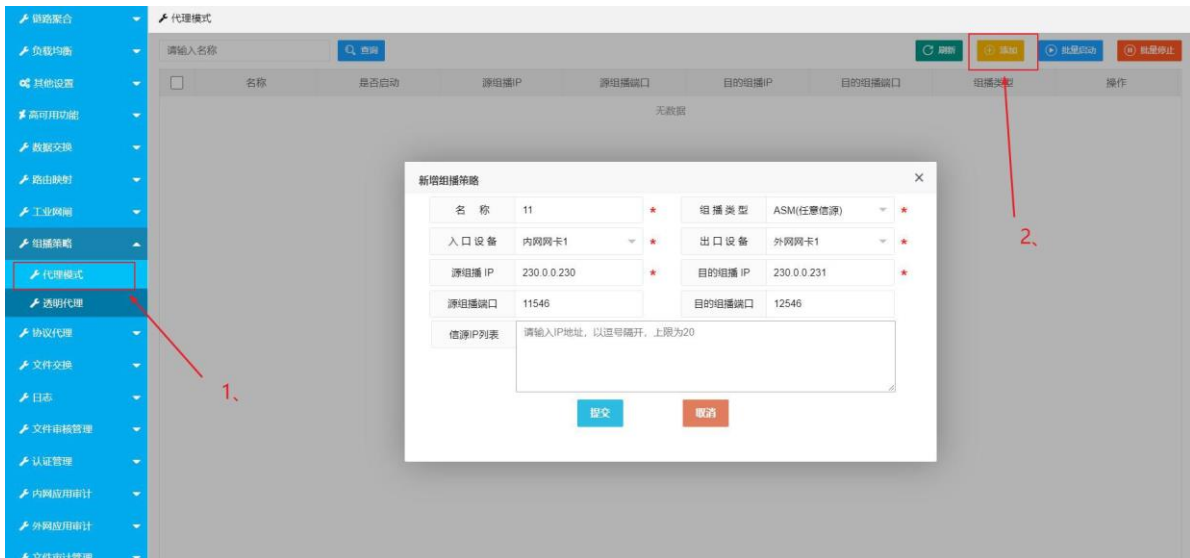 链路聚合
负载均衡
其他设置
高可用功能
数据交换
路由映射
工业网闸
组播策略
代理模式
透明代理
协议代理
文件交换
日志
文件审核管理
认证管理
内网应用审计
外网应用审计
文件审计管理
代理模式
请输入名称 查询 刷新 添加 批量启动 批量停止
名称 是否启动 源组播IP 源组播端口 目的组播IP 目的组播端口 组播类型 操作
无数据
新增组播策略 ×
名 称 11 * 组播类型 ASM(任意信源) *
入口设备 内网网卡1 * 出口设备 外网网卡1 *
源组播 IP 230.0.0.230 * 目的组播 IP 230.0.0.231 *
源组播端口 11546 目的组播端口 12546
信源IP列表 请输入IP地址，以逗号隔开，上限为20
提交 取消
1、
2、